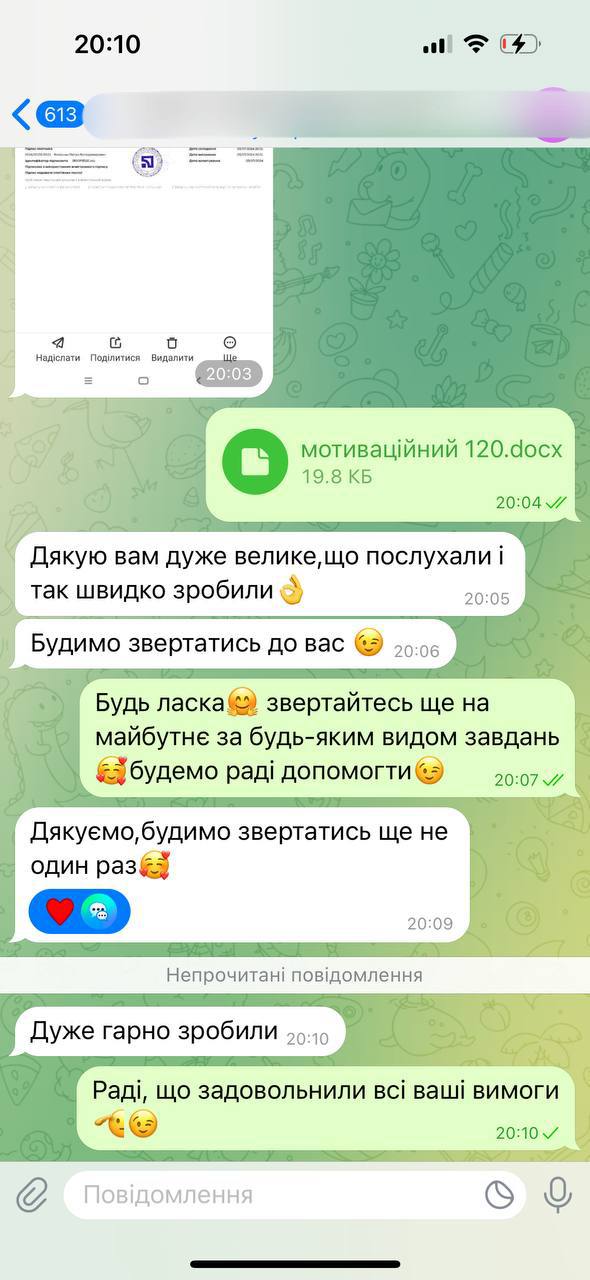 20:10
613
Надіслати Поділитися Видалити Ще
20:03
мотиваційний 120.docx
19.8 КБ
20:04
Дякую вам дуже велике,що послухали і
так швидко зробили👌
20:05
Будимо звертатись до вас 😉 20:06
Будь ласка🤗 звертайтесь ще на
майбутнє за будь-яким видом завдань
🥰будемо раді допомогти😉
20:07
Дякуємо,будимо звертатись ще не
один раз🥰
20:09
Непрочитані повідомлення
Дуже гарно зробили 20:10
Раді, що задовольнили всі ваші вимоги
🫡😉
20:10
Повідомлення